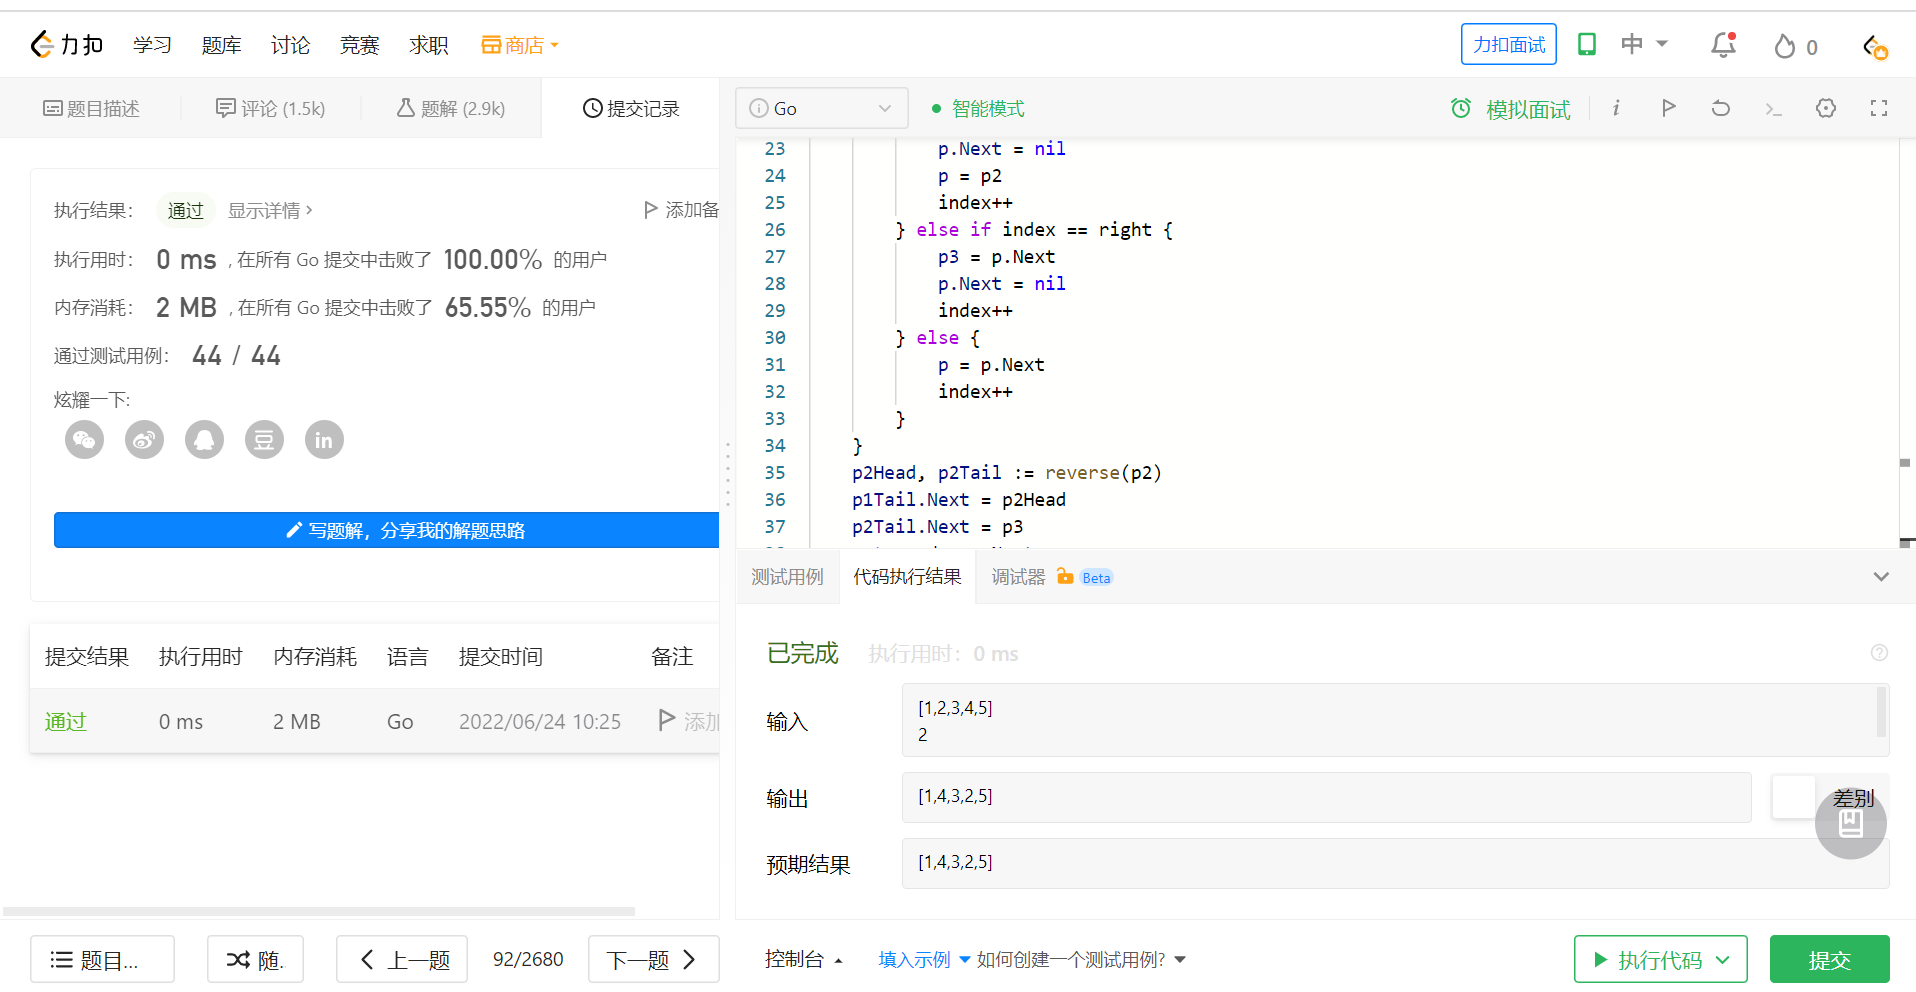 力扣 学习 题库 讨论 竞赛 求职 商店 力扣面试 中 0
题目描述 评论 (1.5k) 题解 (2.9k) 提交记录
执行结果： 通过 显示详情 > 添加备
执行用时： 0 ms , 在所有 Go 提交中击败了 100.00% 的用户
内存消耗： 2 MB , 在所有 Go 提交中击败了 65.55% 的用户
通过测试用例： 44 / 44
炫耀一下:
豆 in
写题解，分享我的解题思路
提交结果 执行用时 内存消耗 语言 提交时间 备注
通过 0 ms 2 MB Go 2022/06/24 10:25 添加
题目... 随. 上一题 92/2680 下一题
Go 智能模式 模拟面试 i
23 p.Next = nil
24 p = p2
25 index++
26 } else if index == right {
27 p3 = p.Next
28 p.Next = nil
29 index++
30 } else {
31 p = p.Next
32 index++
33 }
34 }
35 p2Head, p2Tail := reverse(p2)
36 p1Tail.Next = p2Head
37 p2Tail.Next = p3
测试用例 代码执行结果 调试器 Beta
已完成 执行用时：0 ms
输入
[1,2,3,4,5]
2
输出 [1,4,3,2,5] 差别
预期结果 [1,4,3,2,5]
控制台 填入示例 如何创建一个测试用例? 执行代码 提交